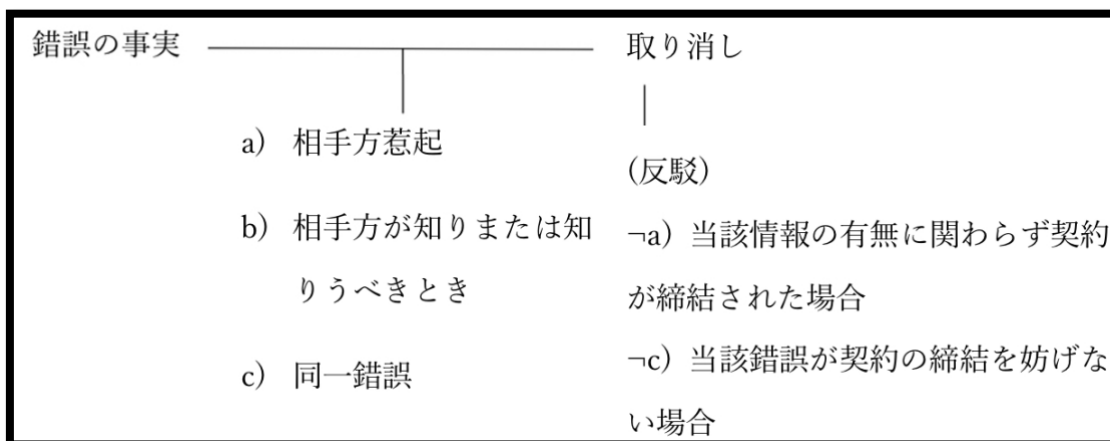 錯誤の事実
取り消し
a) 相手方惹起
b) 相手方が知りまたは知
りうべきとき
c) 同一錯誤
(反駁)
¬a) 当該情報の有無に関わらず契約
が締結された場合
¬c) 当該錯誤が契約の締結を妨げな
い場合